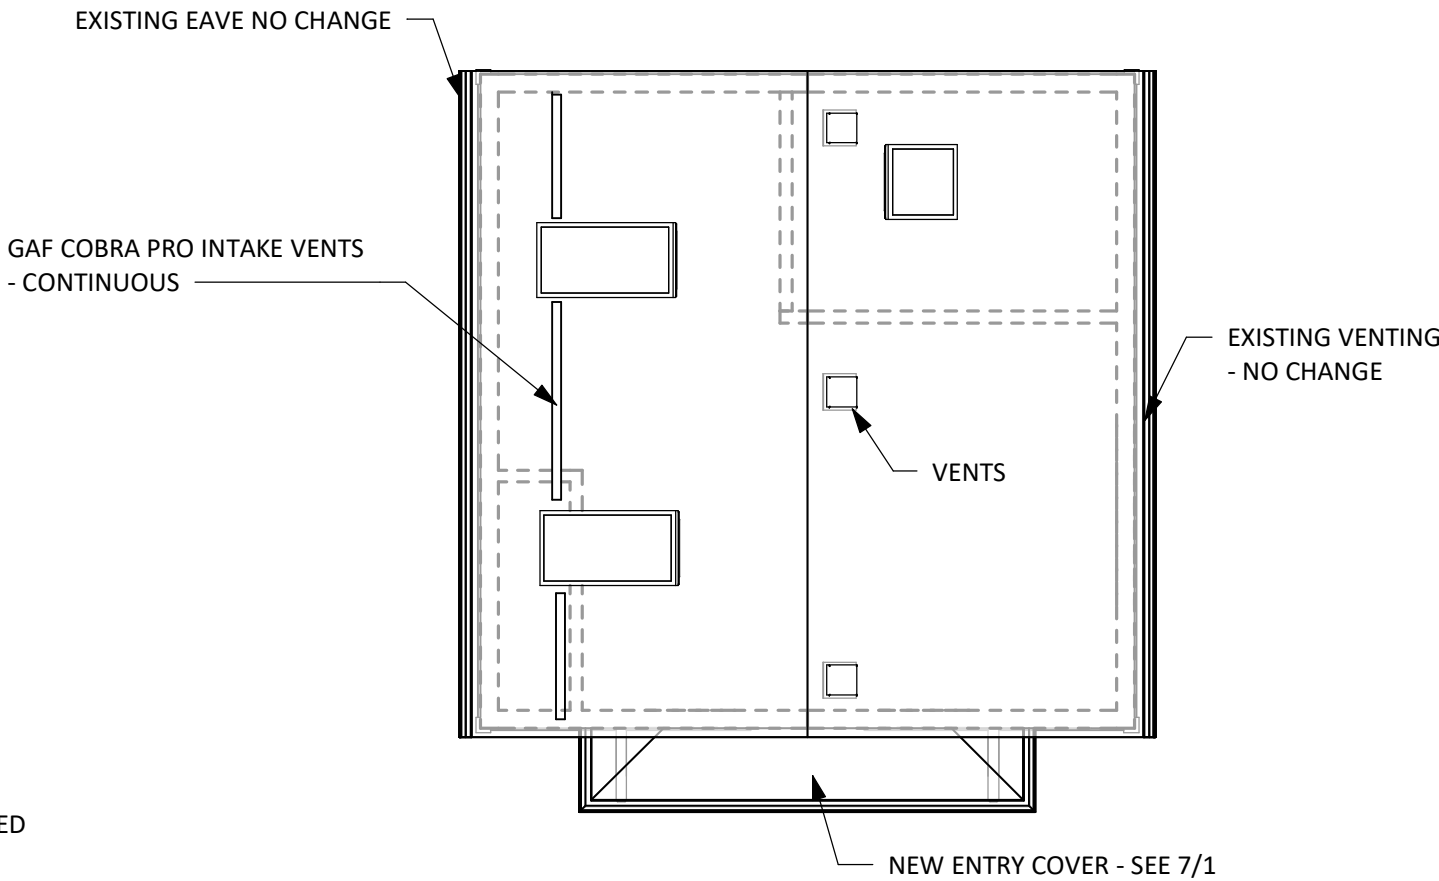 EXISTING EAVE NO CHANGE
GAF COBRA PRO INTAKE VENTS
- CONTINUOUS
EXISTING VENTING
- NO CHANGE
VENTS
ED
NEW ENTRY COVER - SEE 7/1